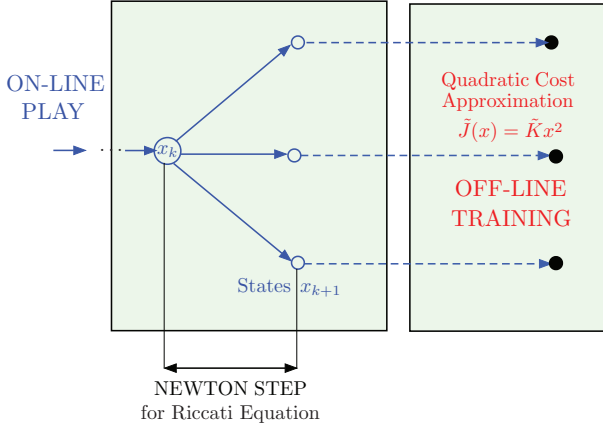 ON-LINE
PLAY
...
x_k
States x_{k+1}
Quadratic Cost
Approximation
J̃(x) = K̃x²
OFF-LINE
TRAINING
NEWTON STEP
for Riccati Equation